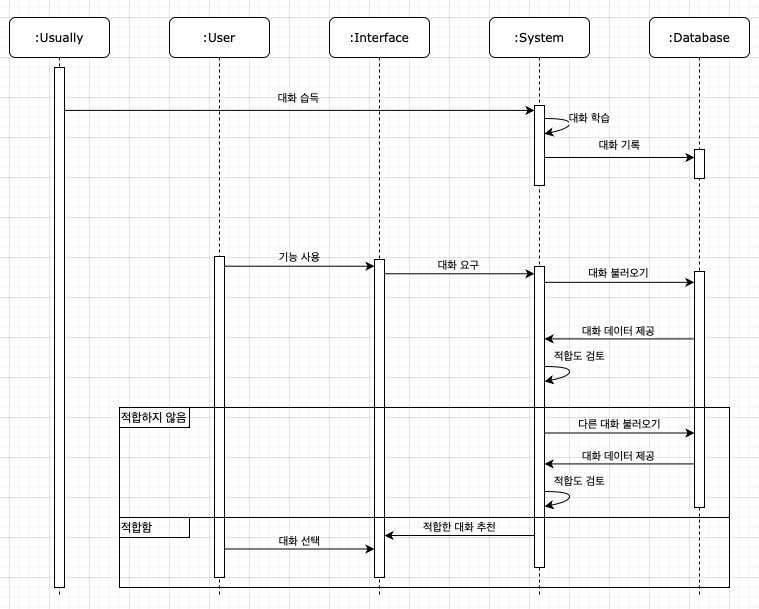 :Usually
:User
:Interface
:System
:Database
대화 습득
대화 학습
대화 기록
기능 사용
대화 요구
대화 불러오기
대화 데이터 제공
적합도 검토
적합하지 않음
다른 대화 불러오기
대화 데이터 제공
적합도 검토
적합함
적합한 대화 추천
대화 선택